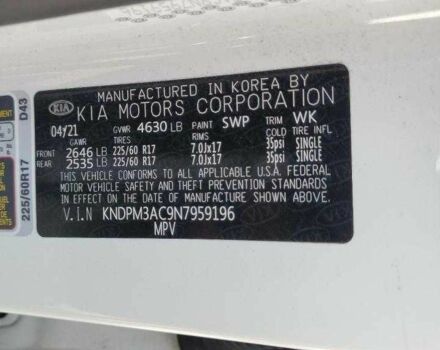 MANUFACTURED IN KOREA BY
KIA KIA MOTORS CORPORATION
04/21 GVWR 4630 LB PAINT SWP TRIM WK
GAWR TIRES RIMS COLD TIRE INFL.
FRONT 2646 LB 225/60 R17 7.0Jx17 35psi SINGLE
REAR 2535 LB 225/60 R17 7.0Jx17 35psi SINGLE
THIS VEHICLE CONFORMS TO ALL APPLICABLE U.S.A FEDERAL
MOTOR VEHICLE SAFETY AND THEFT PREVENTION STANDARDS
IN EFFECT ON THE DATE OF MANUFACTURE SHOWN ABOVE.
V.I.N KNDPM3AC9N7959196
MPV
D43
225/60R17